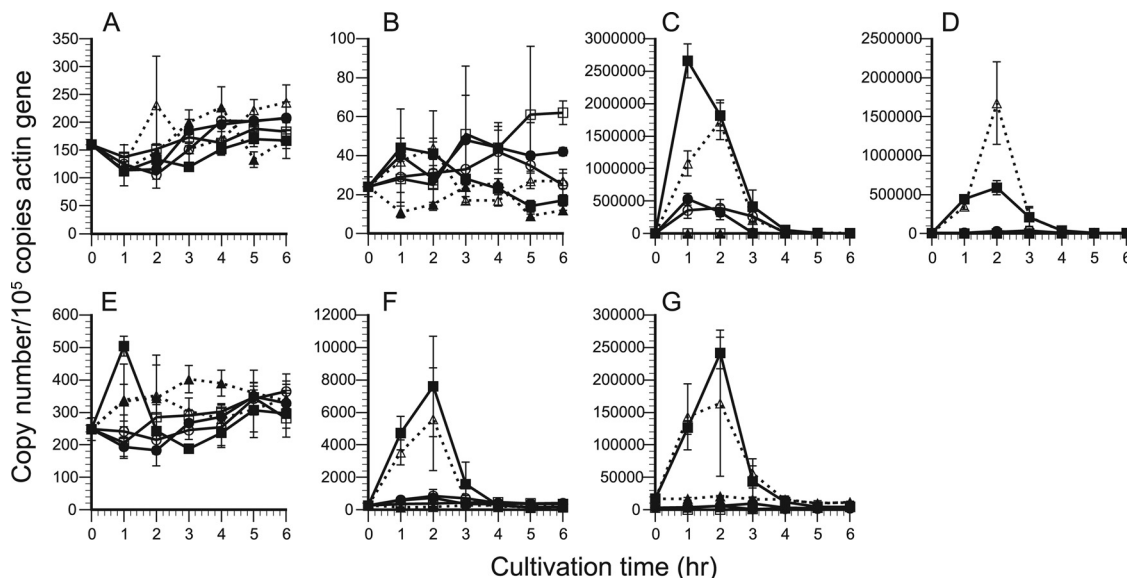 A B C D
350 100 3000000 2500000
300 80 2500000 2000000
250 60 2000000 1500000
200 40 1500000 1000000
150 20 1000000 500000
100 0 500000 0
50 0
0
0 1 2 3 4 5 6 0 1 2 3 4 5 6 0 1 2 3 4 5 6 0 1 2 3 4 5 6
Copy number/10⁵ copies actin gene
E F G
600 12000 300000
500 10000 250000
400 8000 200000
300 6000 150000
200 4000 100000
100 2000 50000
0 0 0
0 1 2 3 4 5 6 0 1 2 3 4 5 6 0 1 2 3 4 5 6
Cultivation time (hr)